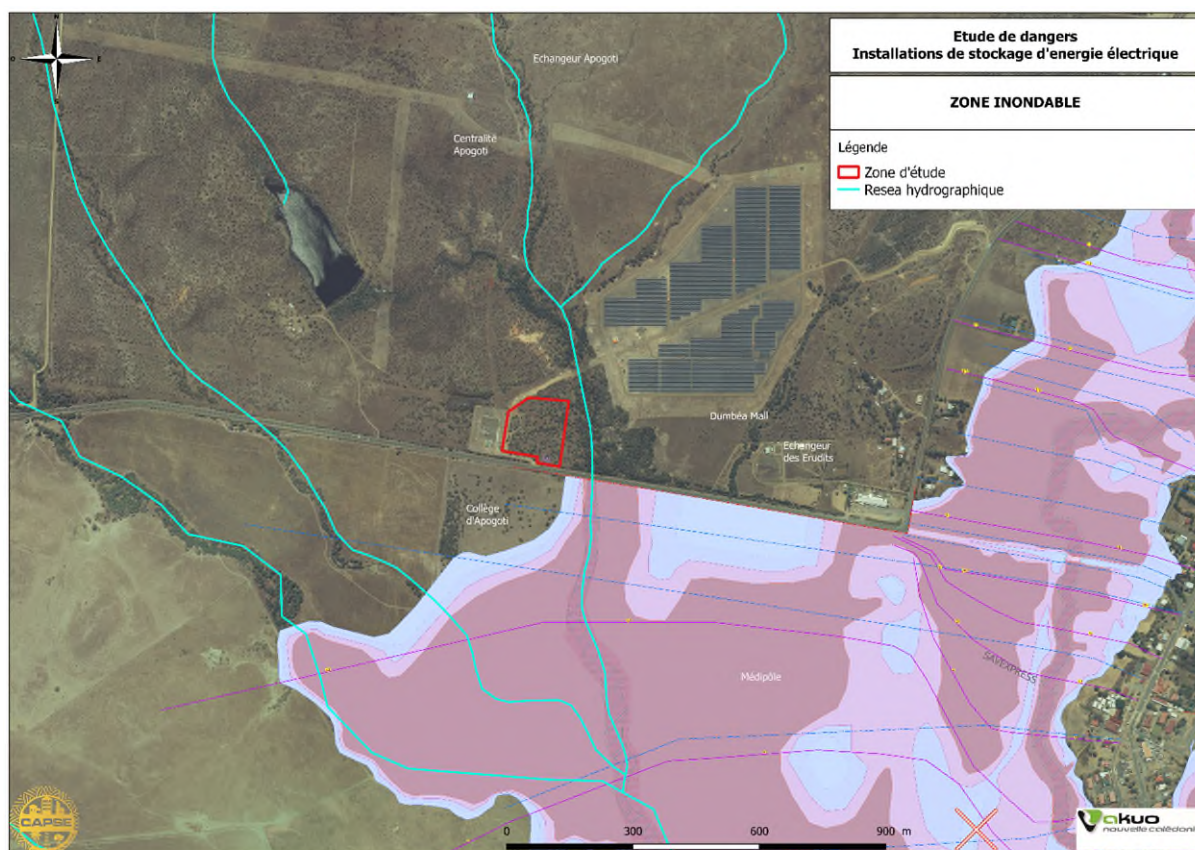 Etude de dangers
Installations de stockage d'energie électrique
ZONE INONDABLE
Légende
Zone d'étude
Resea hydrographique
N
E
Echangeur Apogoti
Centralité
Apogoti
Dumbéa Mall
Echangeur
des Erudits
Collège
d'Apogoti
Médipôle
SAVEXPRESS
CAPSE
akuo
nouvelle calédonie
0 300 600 900 m